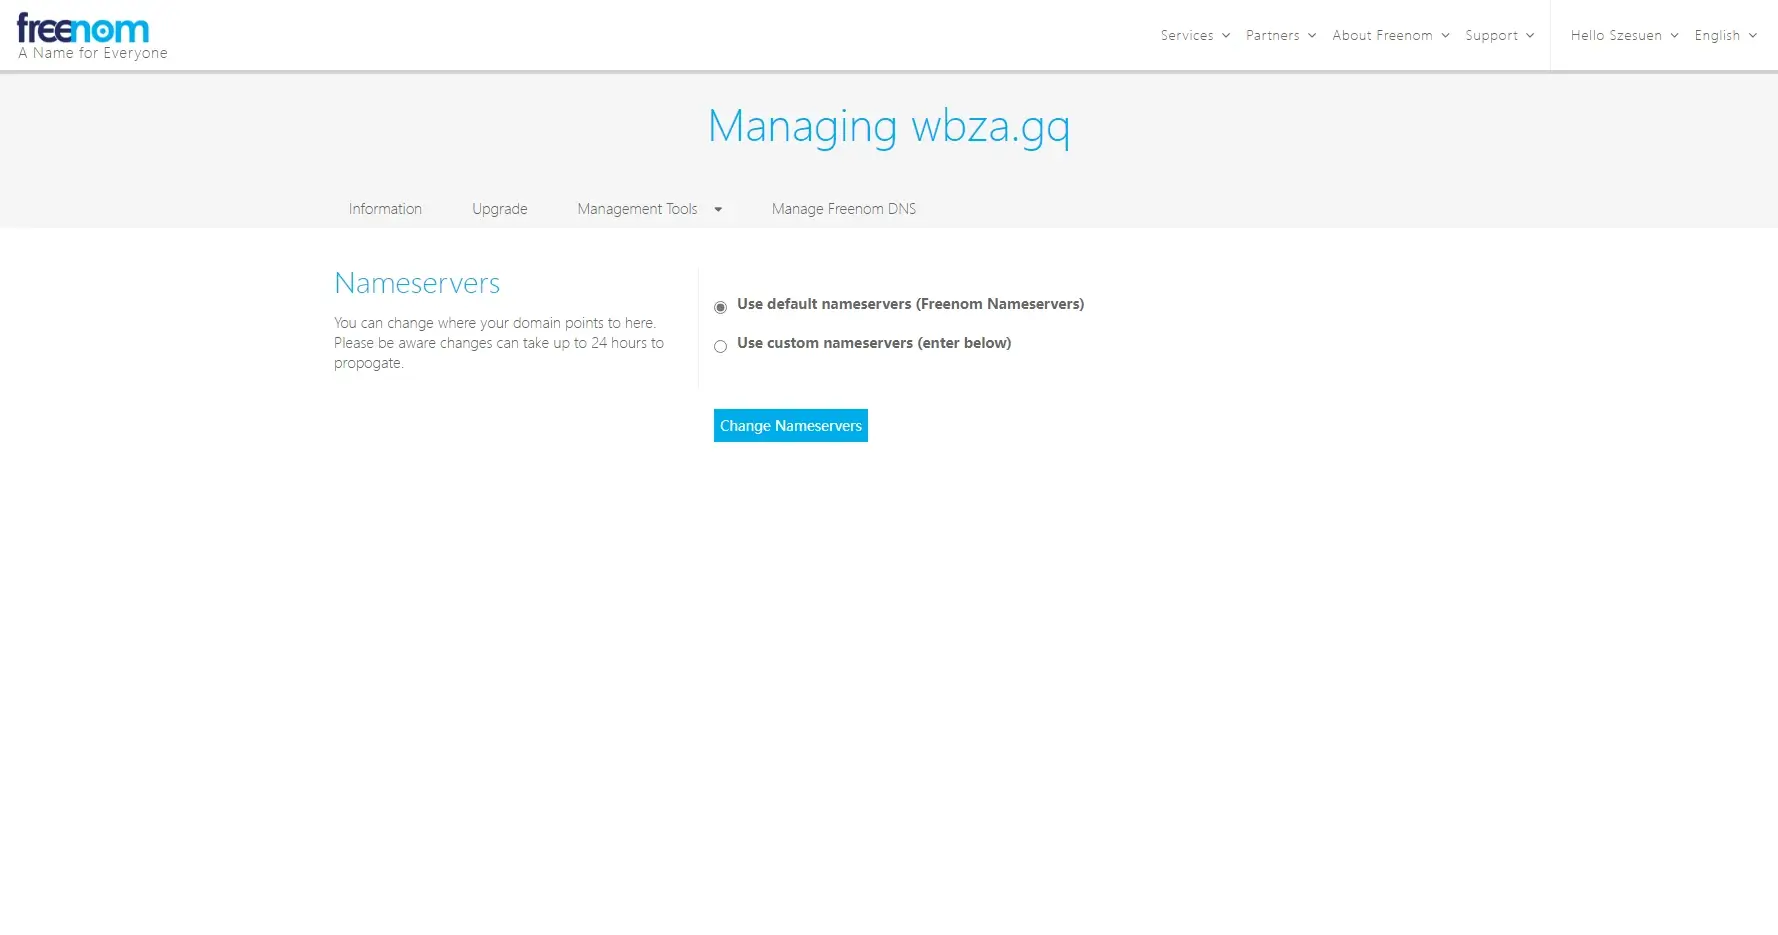 freenom
A Name for Everyone
Services Partners About Freenom Support Hello Szesuen English
Managing wbza.gq
Information Upgrade Management Tools Manage Freenom DNS
Nameservers
You can change where your domain points to here.
Please be aware changes can take up to 24 hours to
propogate.
Use default nameservers (Freenom Nameservers)
Use custom nameservers (enter below)
Change Nameservers